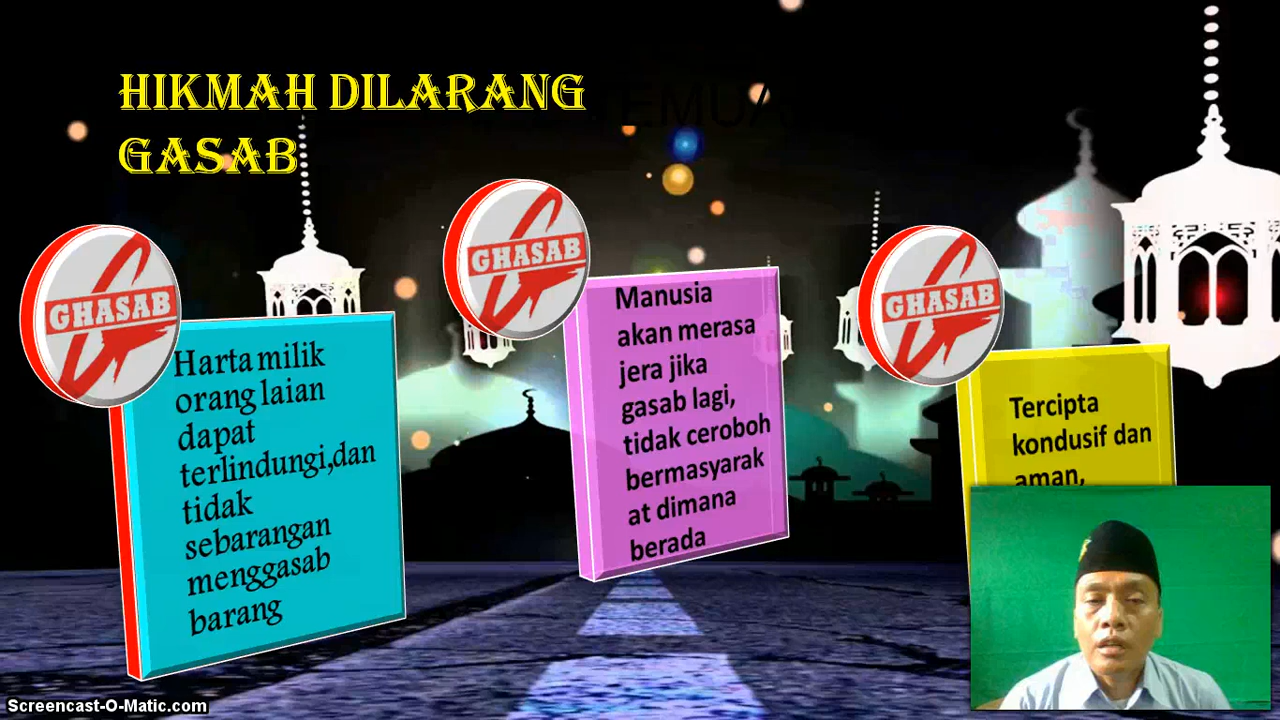 HIKMAH DILARANG
GASAB
GHASAB
Harta milik
orang laian
dapat
terlindungi,dan
tidak
sebarangan
menggasab
barang
GHASAB
Manusia
akan merasa
jera jika
gasab lagi,
tidak ceroboh
bermasyarak
at dimana
berada
GHASAB
Tercipta
kondusif dan
aman,
Screencast-O-Matic.com